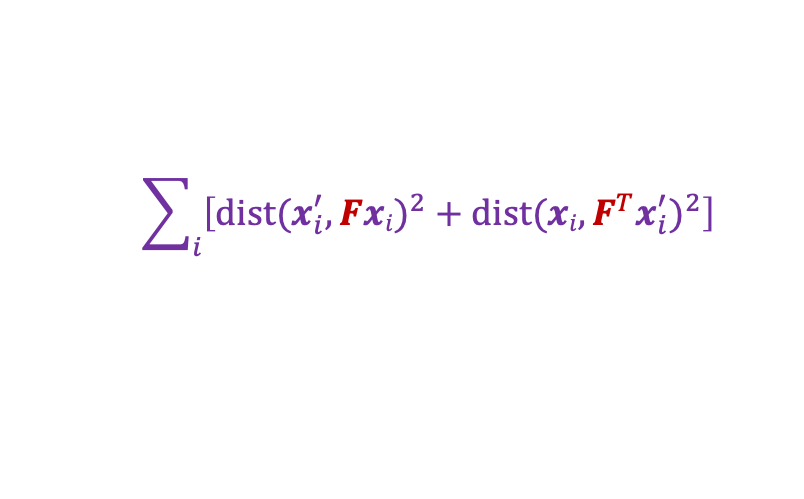 ∑ᵢ[dist(𝒙′ᵢ, 𝑭𝒙ᵢ)² + dist(𝒙ᵢ, 𝑭ᵀ𝒙′ᵢ)²]